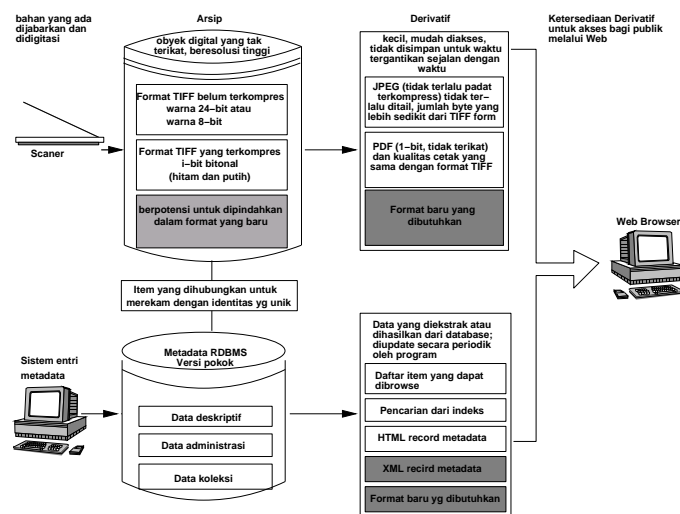 bahan yang ada
dijabarkan dan
didigitasi
Arsip
obyek digital yang tak
terikat, beresolusi tinggi
Format TIFF belum terkompres
warna 24-bit atau
warna 8-bit
Format TIFF yang terkompres
i-bit bitonal
(hitam dan putih)
berpotensi untuk dipindahkan
dalam format yang baru
Scaner
Derivatif
kecil, mudah diakses,
tidak disimpan untuk waktu
tergantikan sejalan dengan
waktu
JPEG (tidak terlalu padat
terkompress) tidak ter-
lalu ditail, jumlah byte yang
lebih sedikit dari TIFF form
PDF (1-bit, tidak terikat)
dan kualitas cetak yang
sama dengan format TIFF
Format baru yang
dibutuhkan
Ketersediaan Derivatif
untuk akses bagi publik
melalui Web
Web Browser
Item yang dihubungkan untuk
merekam dengan identitas yg unik
Sistem entri
metadata
Metadata RDBMS
Versi pokok
Data deskriptif
Data administrasi
Data koleksi
Data yang diekstrak atau
dihasilkan dari database;
diupdate secara periodik
oleh program
Daftar item yang dapat
dibrowse
Pencarian dari indeks
HTML record metadata
XML recird metadata
Format baru yg dibutuhkan